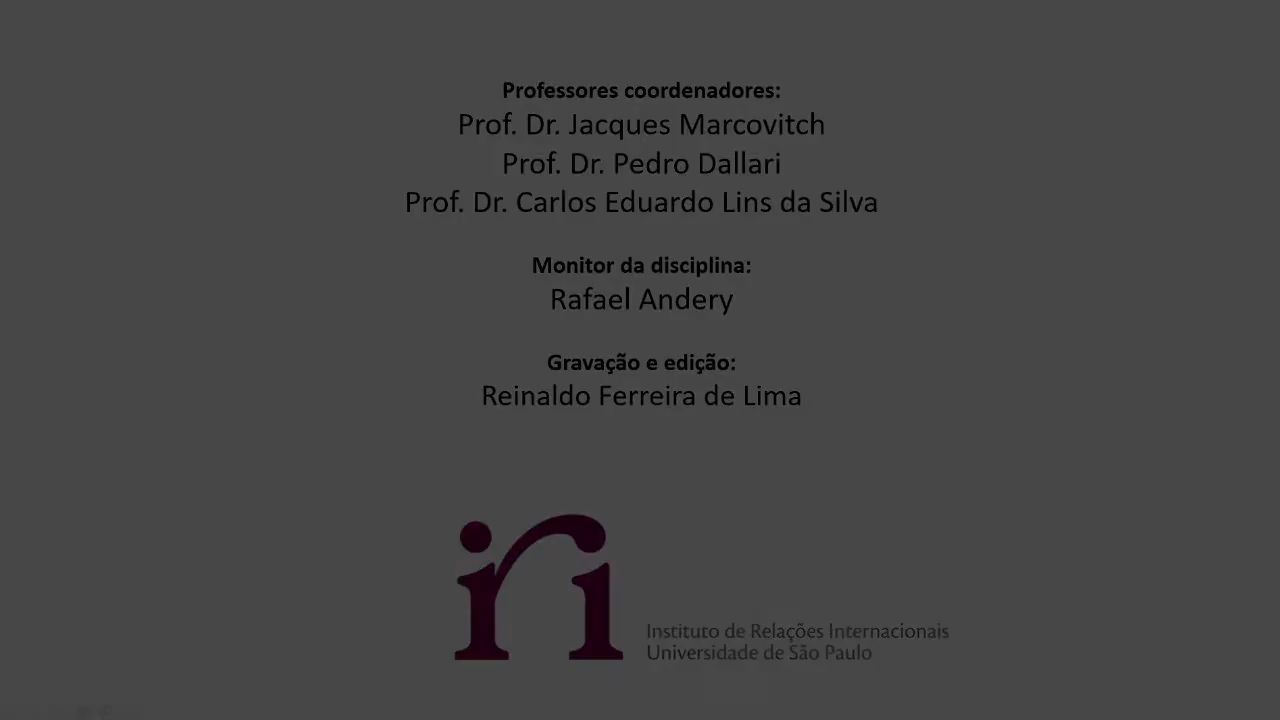 Professores coordenadores:
Prof. Dr. Jacques Marcovitch
Prof. Dr. Pedro Dallari
Prof. Dr. Carlos Eduardo Lins da Silva
Monitor da disciplina:
Rafael Andery
Gravação e edição:
Reinaldo Ferreira de Lima
iri
Instituto de Relações Internacionais
Universidade de São Paulo